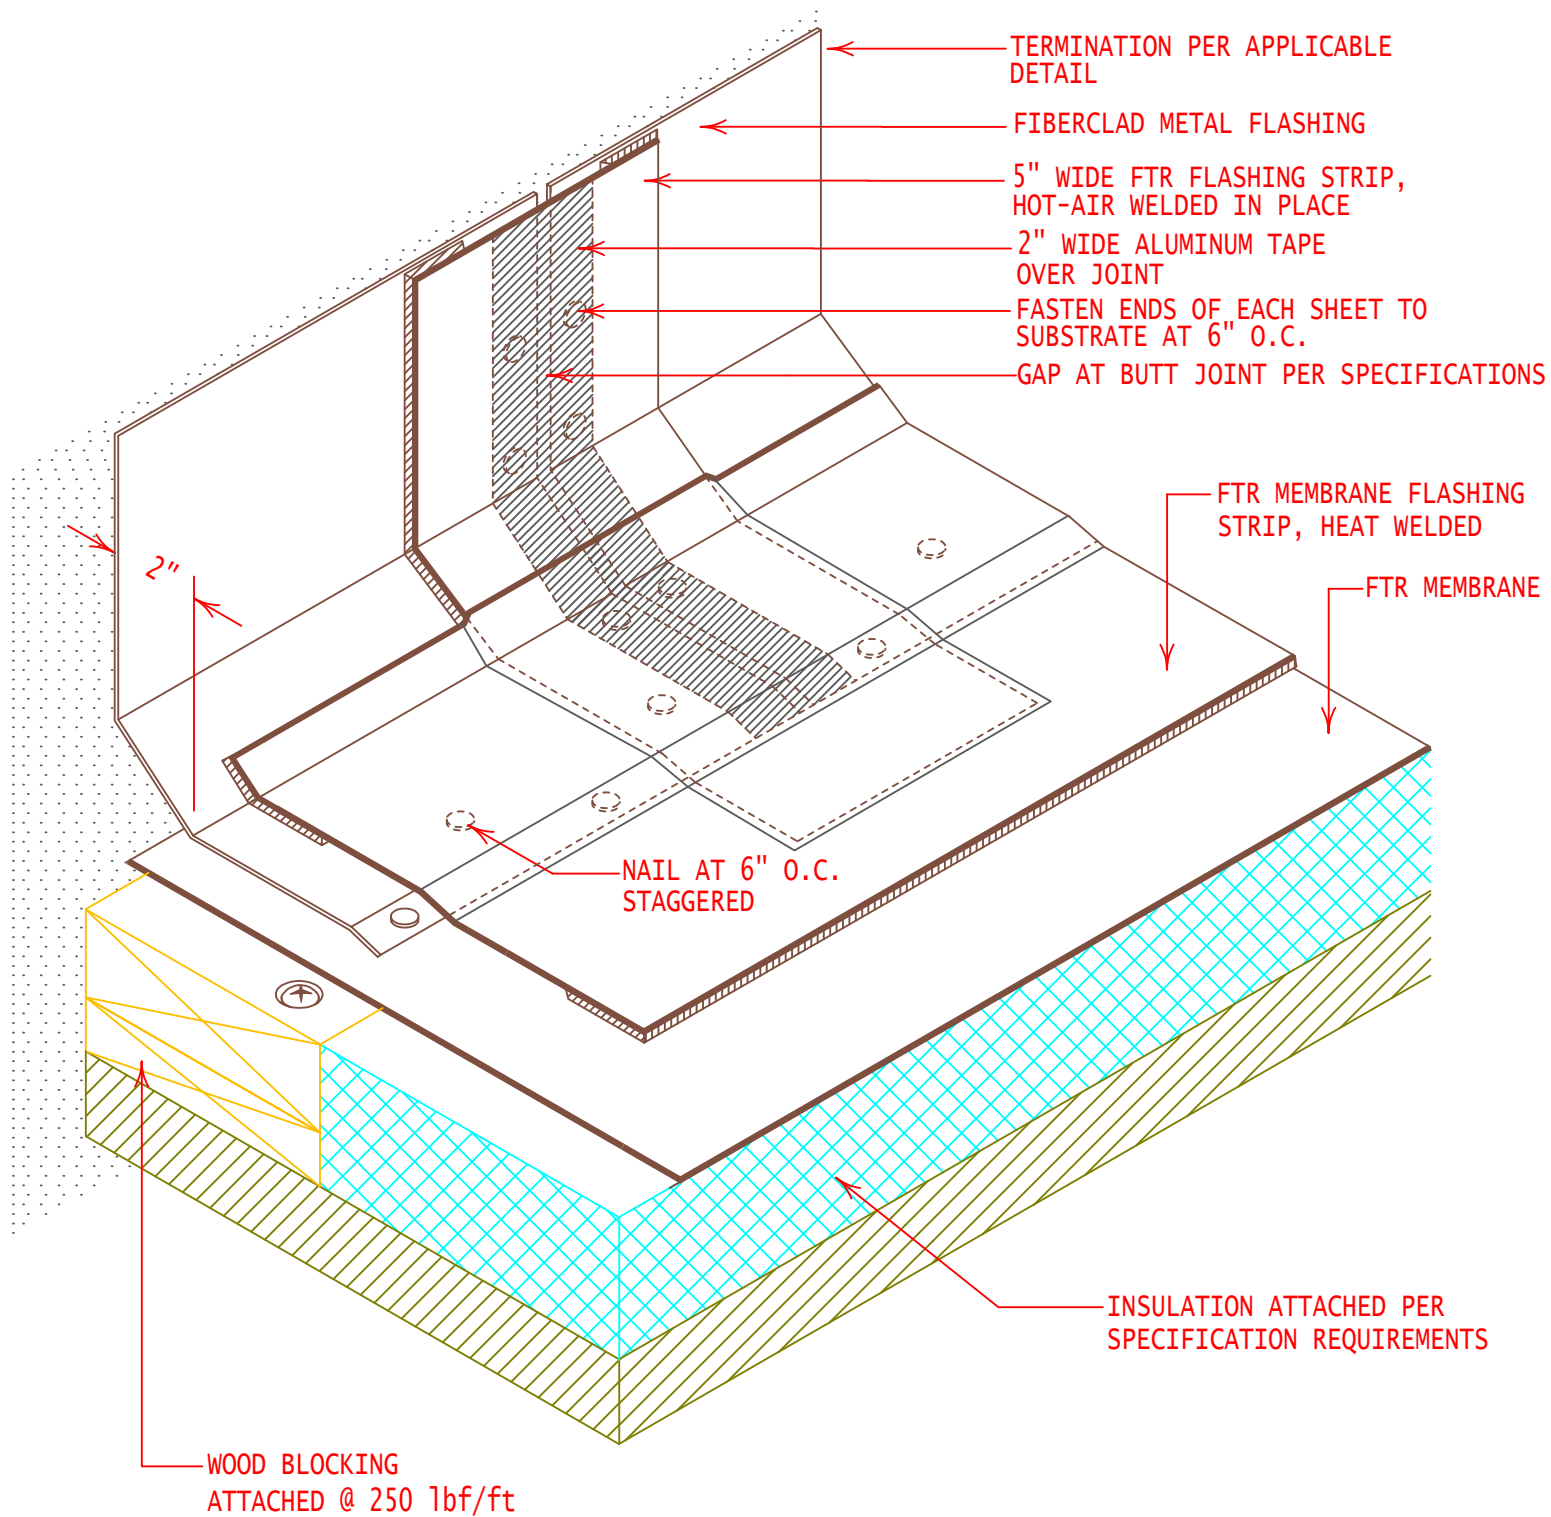 TERMINATION PER APPLICABLE
DETAIL
FIBERCLAD METAL FLASHING
5" WIDE FTR FLASHING STRIP,
HOT-AIR WELDED IN PLACE
2" WIDE ALUMINUM TAPE
OVER JOINT
FASTEN ENDS OF EACH SHEET TO
SUBSTRATE AT 6" O.C.
GAP AT BUTT JOINT PER SPECIFICATIONS
FTR MEMBRANE FLASHING
STRIP, HEAT WELDED
2"
FTR MEMBRANE
NAIL AT 6" O.C.
STAGGERED
INSULATION ATTACHED PER
SPECIFICATION REQUIREMENTS
WOOD BLOCKING
ATTACHED @ 250 lbf/ft